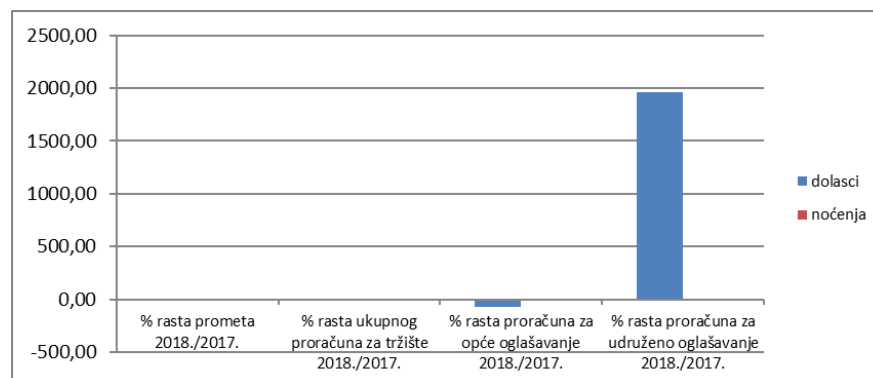 2500,00
2000,00
1500,00
1000,00
500,00
0,00
-500,00
% rasta prometa
2018./2017.
% rasta ukupnog
proračuna za tržište
2018./2017.
% rasta proračuna za
opće oglašavanje
2018./2017.
% rasta proračuna za
udruženo oglašavanje
2018./2017.
dolasci
noćenja